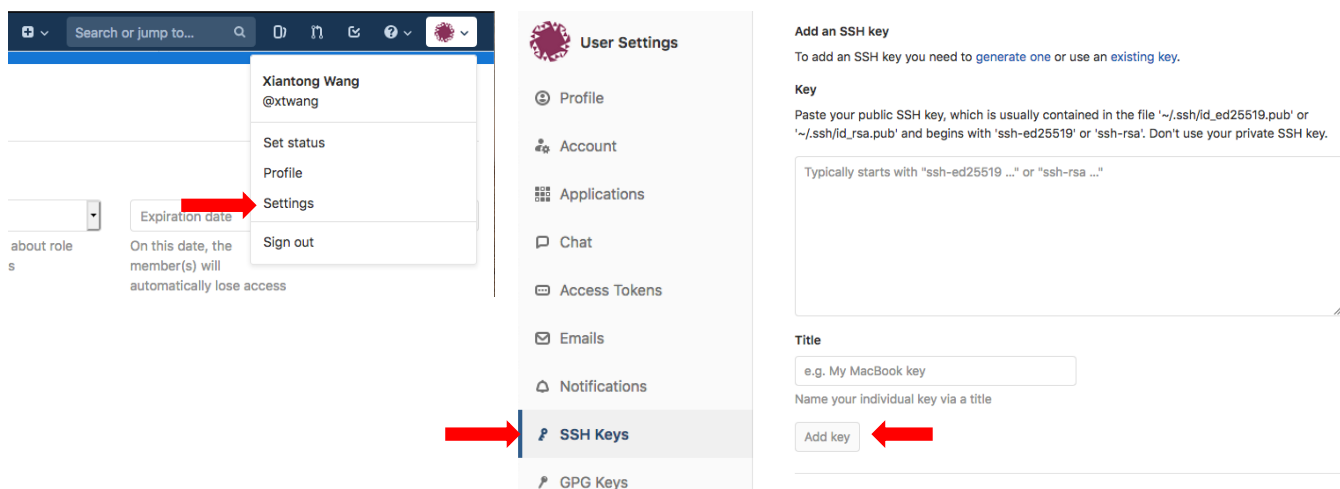 Search or jump to...
Xiantong Wang
@xtwang
Set status
Profile
Settings
Sign out
Expiration date
about role
s
On this date, the
member(s) will
automatically lose access
User Settings
Profile
Account
Applications
Chat
Access Tokens
Emails
Notifications
SSH Keys
GPG Keys
Add an SSH key
To add an SSH key you need to generate one or use an existing key.
Key
Paste your public SSH key, which is usually contained in the file '~/.ssh/id_ed25519.pub' or
'~/.ssh/id_rsa.pub' and begins with 'ssh-ed25519' or 'ssh-rsa'. Don't use your private SSH key.
Typically starts with "ssh-ed25519 ..." or "ssh-rsa ..."
Title
e.g. My MacBook key
Name your individual key via a title
Add key